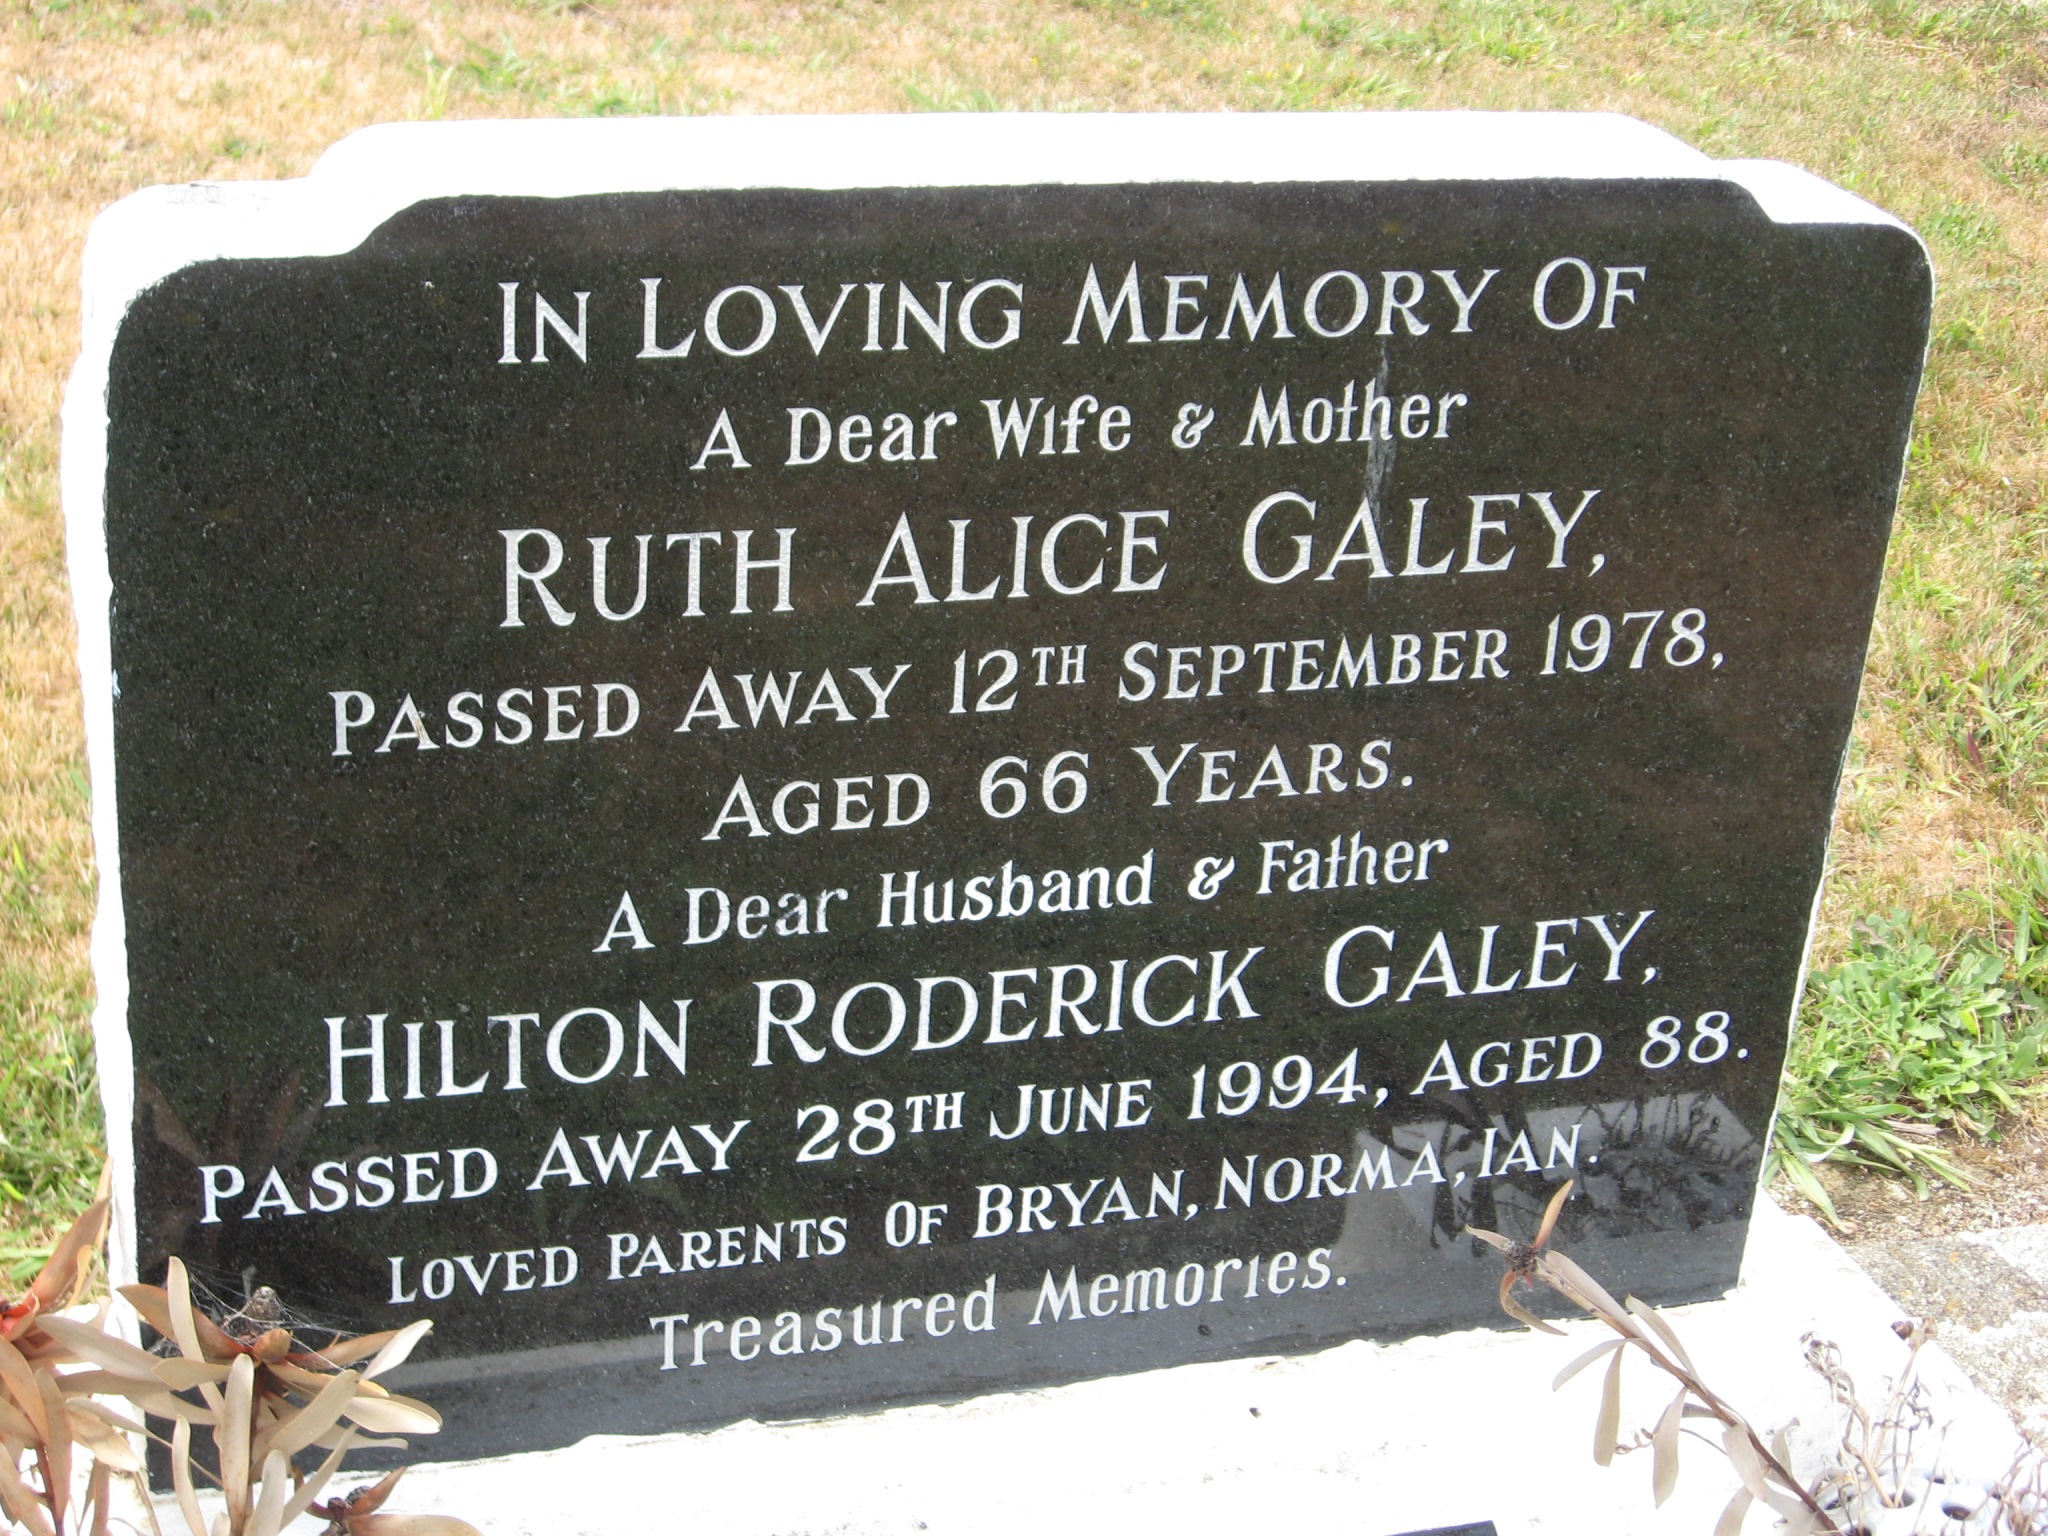 IN LOVING MEMORY OF
A Dear Wife & Mother
RUTH ALICE GALEY,
PASSED AWAY 12TH SEPTEMBER 1978,
AGED 66 YEARS.
A Dear Husband & Father
HILTON RODERICK GALEY,
PASSED AWAY 28TH JUNE 1994, AGED 88.
LOVED PARENTS OF BRYAN, NORMA, IAN.
Treasured Memories.